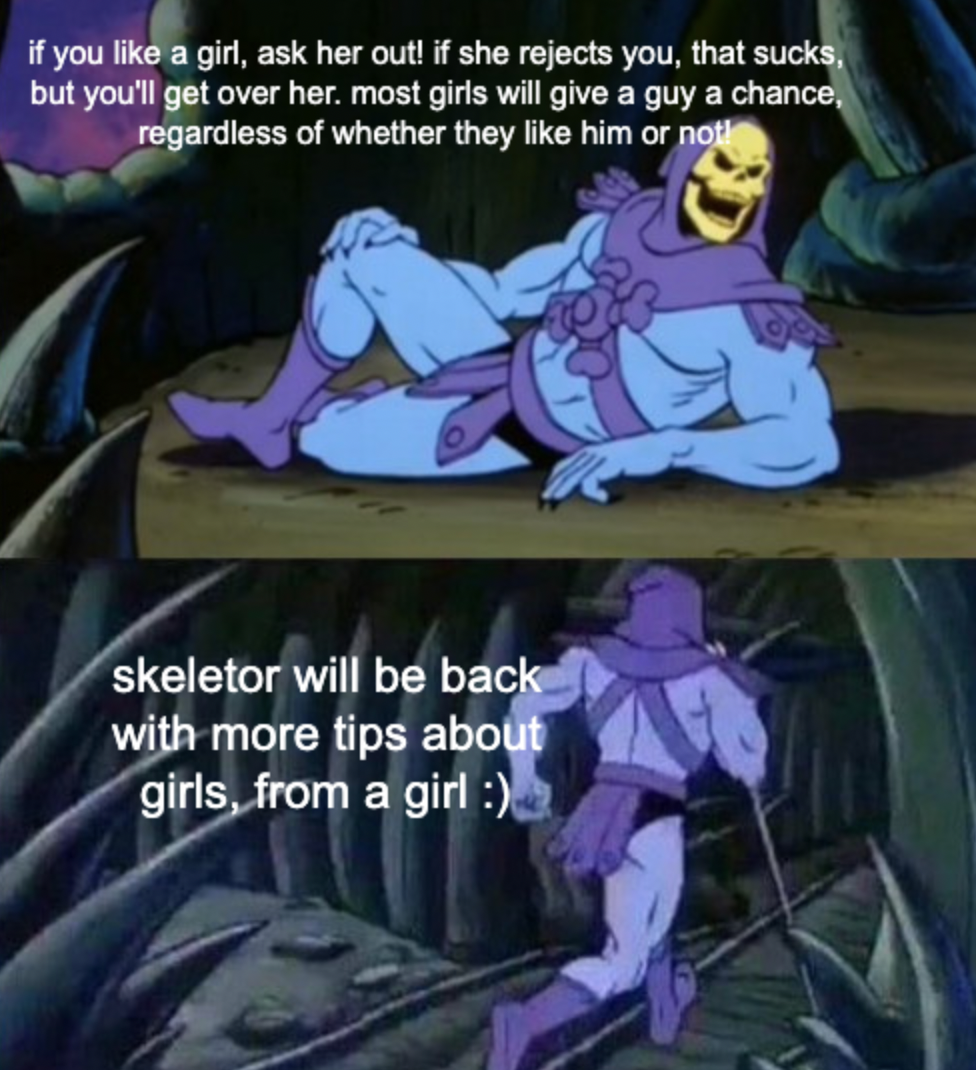 if you like a girl, ask her out! if she rejects you, that sucks,
but you'll get over her. most girls will give a guy a chance,
regardless of whether they like him or not!
skeletor will be back
with more tips about
girls, from a girl :)